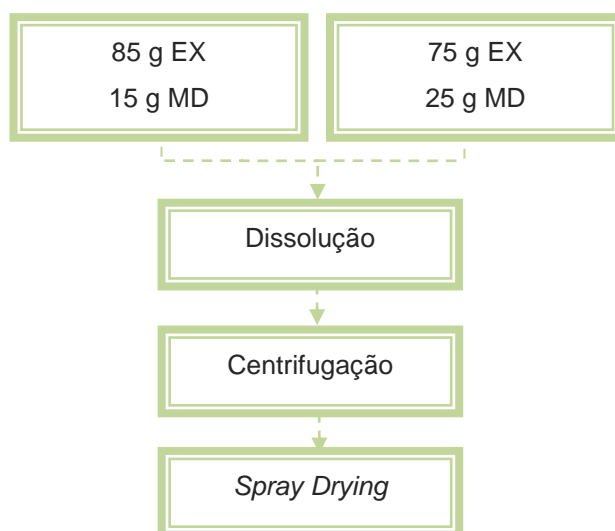 85 g EX
15 g MD
75 g EX
25 g MD
Dissolução
Centrifugação
Spray Drying